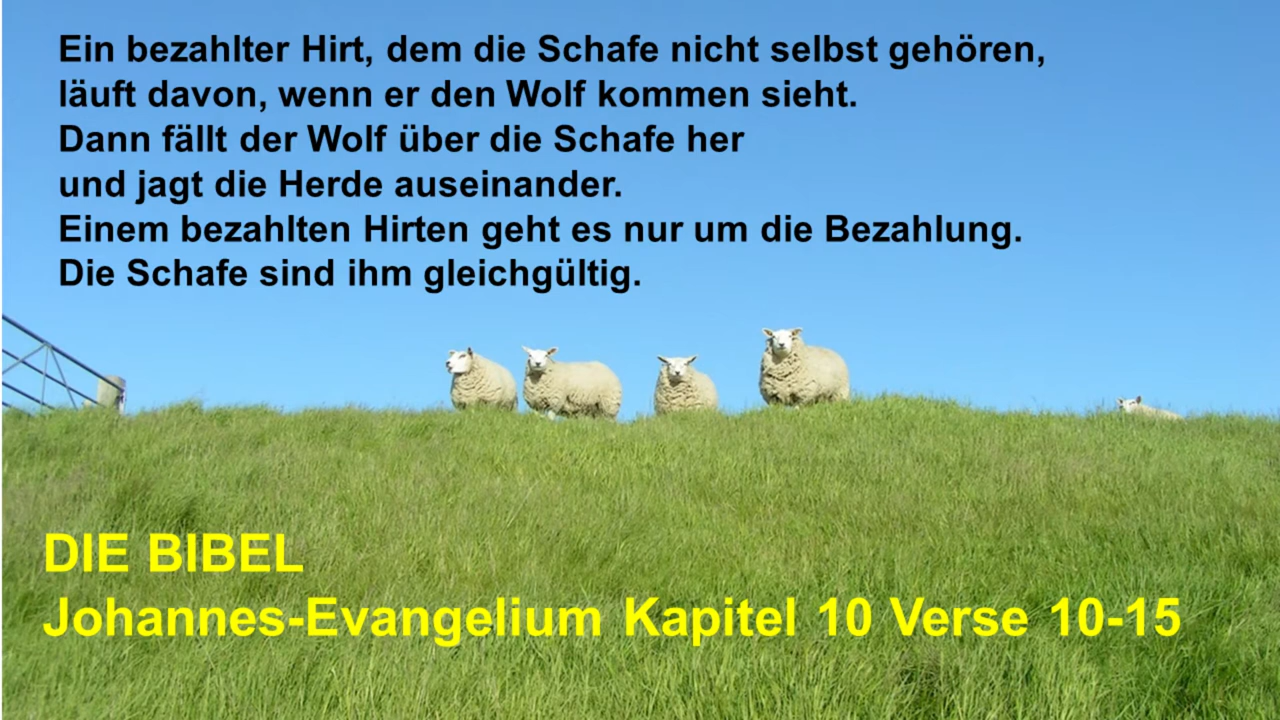 Ein bezahlter Hirt, dem die Schafe nicht selbst gehören,
läuft davon, wenn er den Wolf kommen sieht.
Dann fällt der Wolf über die Schafe her
und jagt die Herde auseinander.
Einem bezahlten Hirten geht es nur um die Bezahlung.
Die Schafe sind ihm gleichgültig.
DIE BIBEL
Johannes-Evangelium Kapitel 10 Verse 10-15